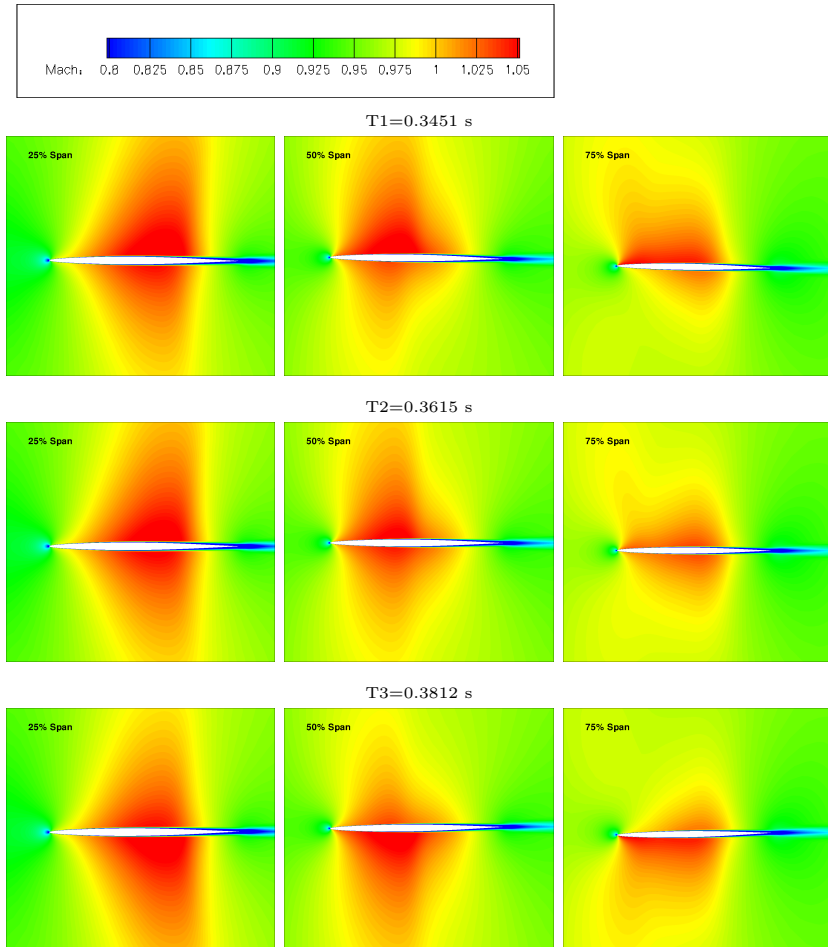 Mach: 0.8 0.825 0.85 0.875 0.9 0.925 0.95 0.975 1 1.025 1.05
T1=0.3451 s
25% Span 50% Span 75% Span
T2=0.3615 s
25% Span 50% Span 75% Span
T3=0.3812 s
25% Span 50% Span 75% Span